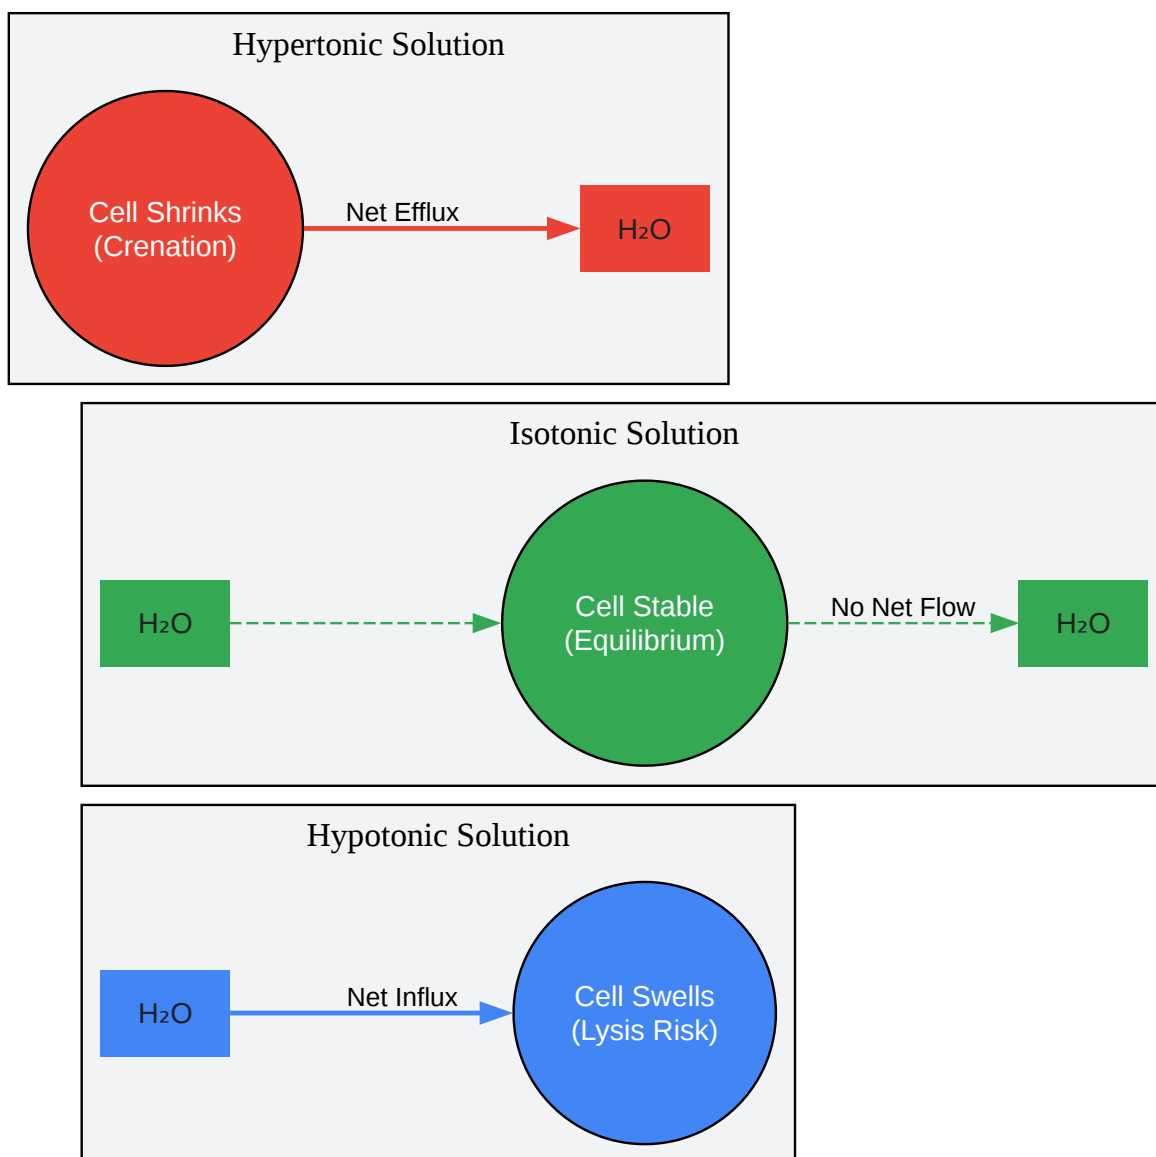 Hypertonic Solution
Cell Shrinks
(Crenation)
Net Efflux
H₂O
Isotonic Solution
H₂O
Cell Stable
(Equilibrium)
No Net Flow
H₂O
Hypotonic Solution
H₂O
Net Influx
Cell Swells
(Lysis Risk)